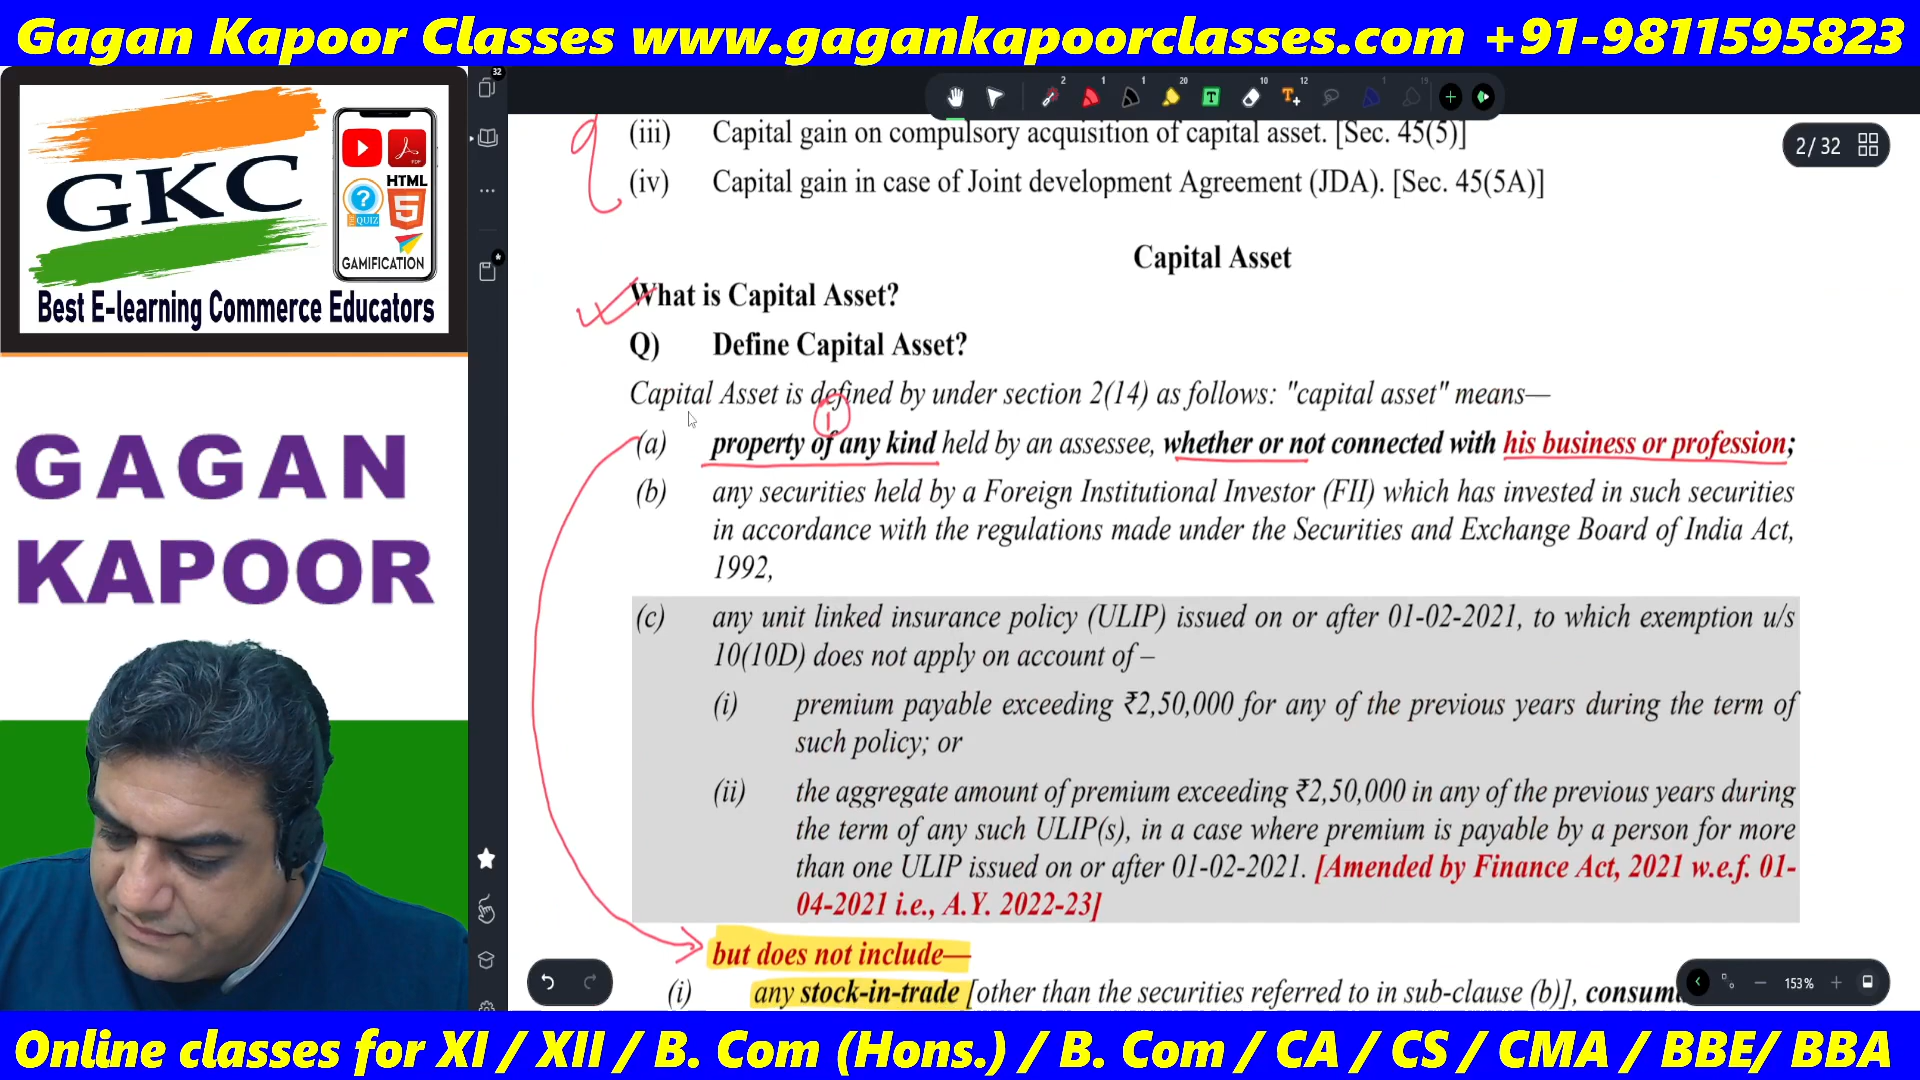 Gagan Kapoor Classes www.gagankapoorclasses.com +91-9811595823
GKC
HTML
5
PDF
QUIZ
GAMIFICATION
Best E-learning Commerce Educators
GAGAN
KAPOOR
32
2
1
1
20
10
12
1
19
2/ 32
(iii) Capital gain on compulsory acquisition of capital asset. [Sec. 45(5)]
(iv) Capital gain in case of Joint development Agreement (JDA). [Sec. 45(5A)]
Capital Asset
What is Capital Asset?
Q) Define Capital Asset?
Capital Asset is defined by under section 2(14) as follows: "capital asset" means—
1
(a) property of any kind held by an assessee, whether or not connected with his business or profession;
(b) any securities held by a Foreign Institutional Investor (FII) which has invested in such securities
in accordance with the regulations made under the Securities and Exchange Board of India Act,
1992,
(c) any unit linked insurance policy (ULIP) issued on or after 01-02-2021, to which exemption u/s
10(10D) does not apply on account of –
(i) premium payable exceeding ₹2,50,000 for any of the previous years during the term of
such policy; or
(ii) the aggregate amount of premium exceeding ₹2,50,000 in any of the previous years during
the term of any such ULIP(s), in a case where premium is payable by a person for more
than one ULIP issued on or after 01-02-2021. [Amended by Finance Act, 2021 w.e.f. 01-
04-2021 i.e., A.Y. 2022-23]
but does not include—
(i) any stock-in-trade [other than the securities referred to in sub-clause (b)],
153%
Online classes for XI / XII / B. Com (Hons.) / B. Com / CA / CS / CMA / BBE/ BBA